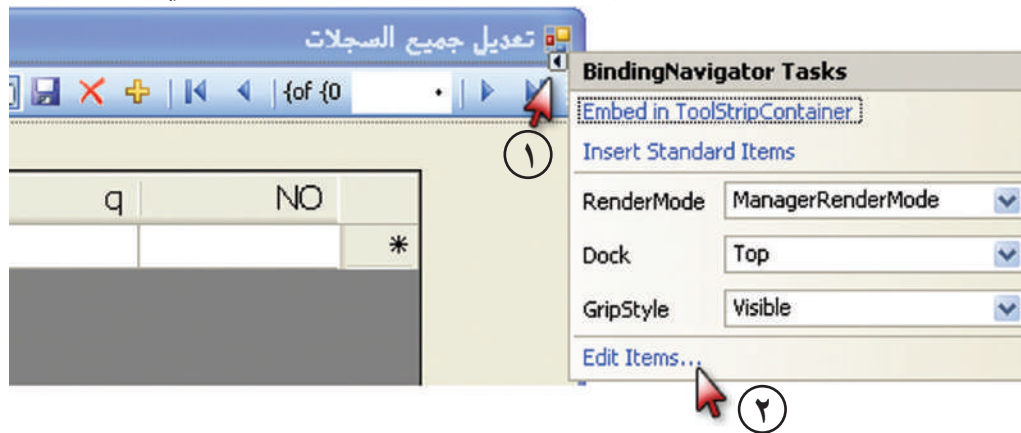 تعديل جميع السجلات
{of {0
q NO
*
١
BindingNavigator Tasks
Embed in ToolStripContainer
Insert Standard Items
RenderMode ManagerRenderMode
Dock Top
GripStyle Visible
Edit Items...
٢